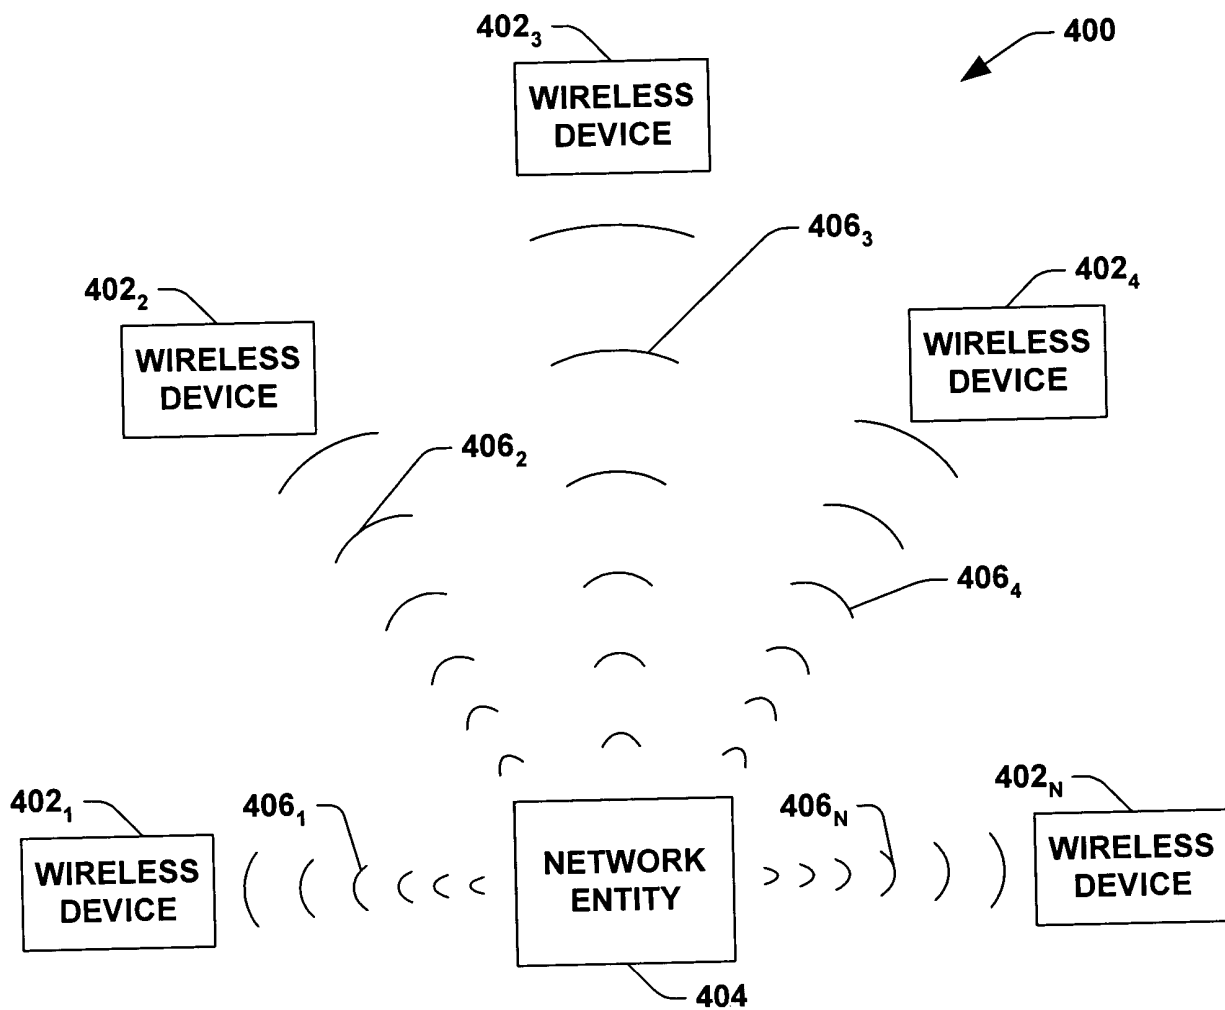 402₃
400
WIRELESS
DEVICE
406₃
402₂
402₄
WIRELESS
DEVICE
WIRELESS
DEVICE
406₂
406₄
402₁
406₁
406N
402N
WIRELESS
DEVICE
NETWORK
ENTITY
WIRELESS
DEVICE
404